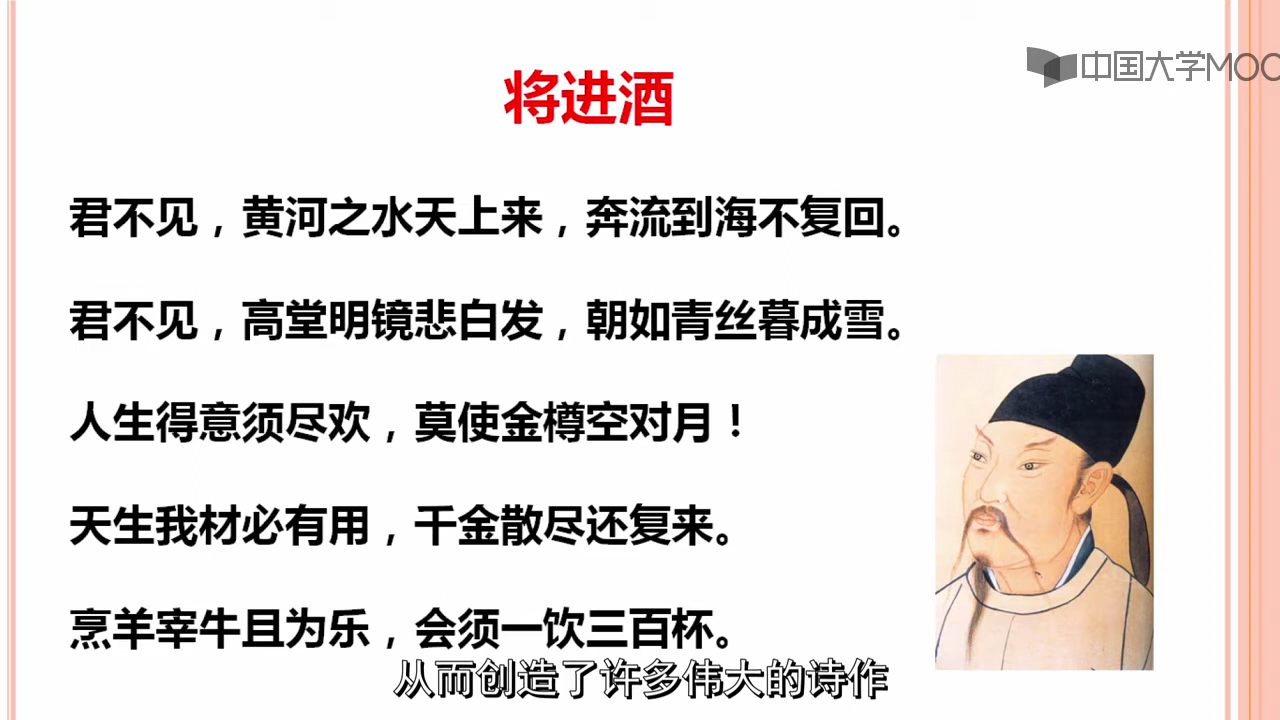 中国大学MOO
将进酒
君不见，黄河之水天上来，奔流到海不复回。
君不见，高堂明镜悲白发，朝如青丝暮成雪。
人生得意须尽欢，莫使金樽空对月！
天生我材必有用，千金散尽还复来。
烹羊宰牛且为乐，会须一饮三百杯。
从而创造了许多伟大的诗作